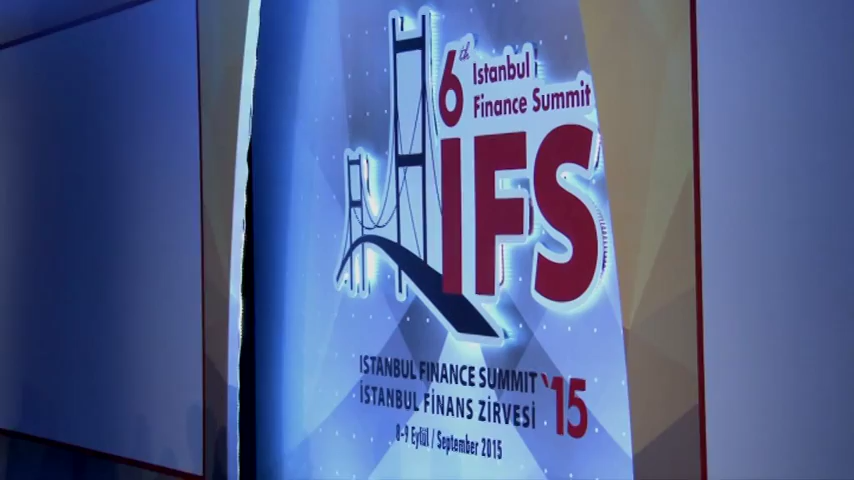 6th Istanbul
Finance Summit
IFS
ISTANBUL FINANCE SUMMIT '15
İSTANBUL FİNANS ZİRVESİ
8-9 Eylül / September 2015